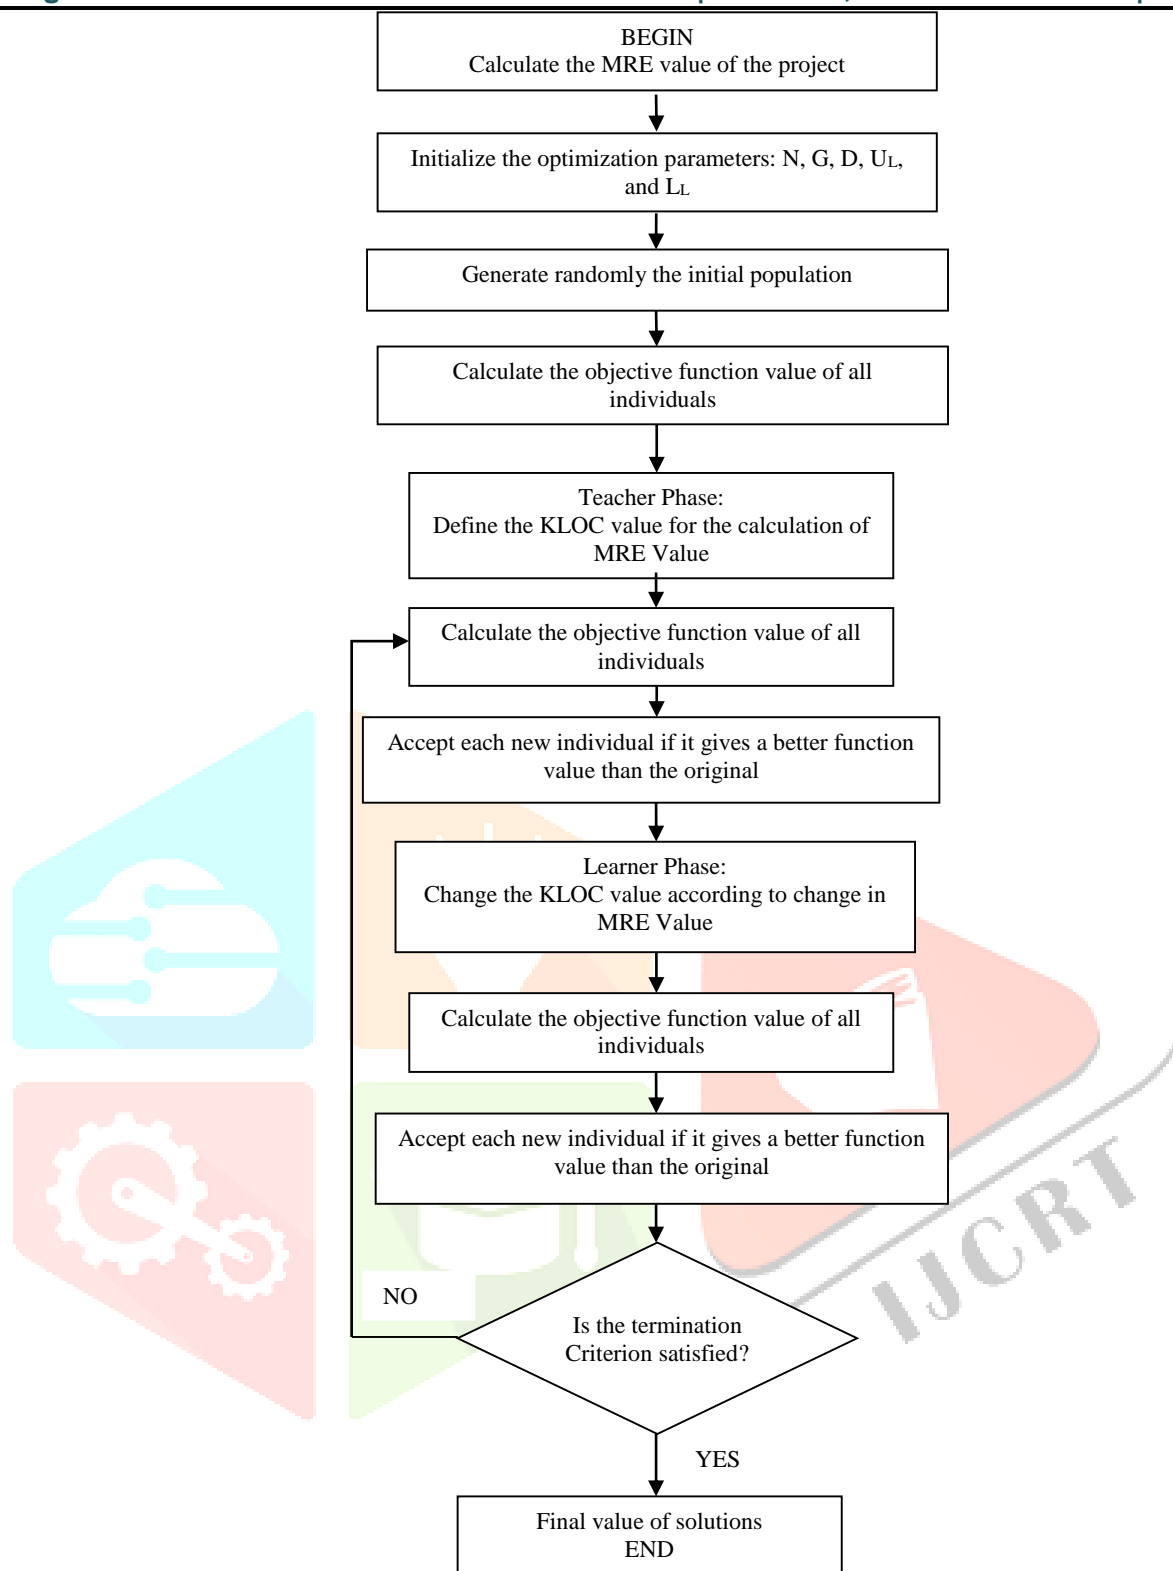 BEGIN
Calculate the MRE value of the project
Initialize the optimization parameters: N, G, D, UL,
and LL
Generate randomly the initial population
Calculate the objective function value of all
individuals
Teacher Phase:
Define the KLOC value for the calculation of
MRE Value
Calculate the objective function value of all
individuals
Accept each new individual if it gives a better function
value than the original
Learner Phase:
Change the KLOC value according to change in
MRE Value
Calculate the objective function value of all
individuals
Accept each new individual if it gives a better function
value than the original
NO
Is the termination
Criterion satisfied?
YES
Final value of solutions
END
IJCRT